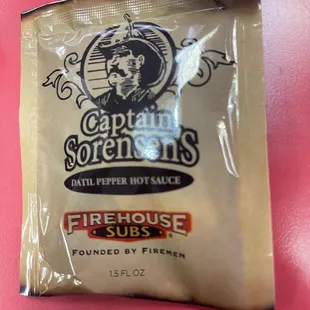 Captain
Sorensens
DATIL PEPPER HOT SAUCE
FIREHOUSE
SUBS®
FOUNDED BY FIREMEN
1.5 FL OZ